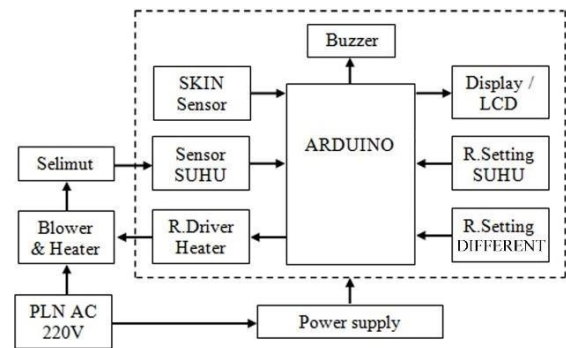 Buzzer
SKIN
Sensor
ARDUINO
Display /
LCD
Selimut
Sensor
SUHU
R.Setting
SUHU
Blower
& Heater
R.Driver
Heater
R.Setting
DIFFERENT
PLN AC
220V
Power supply